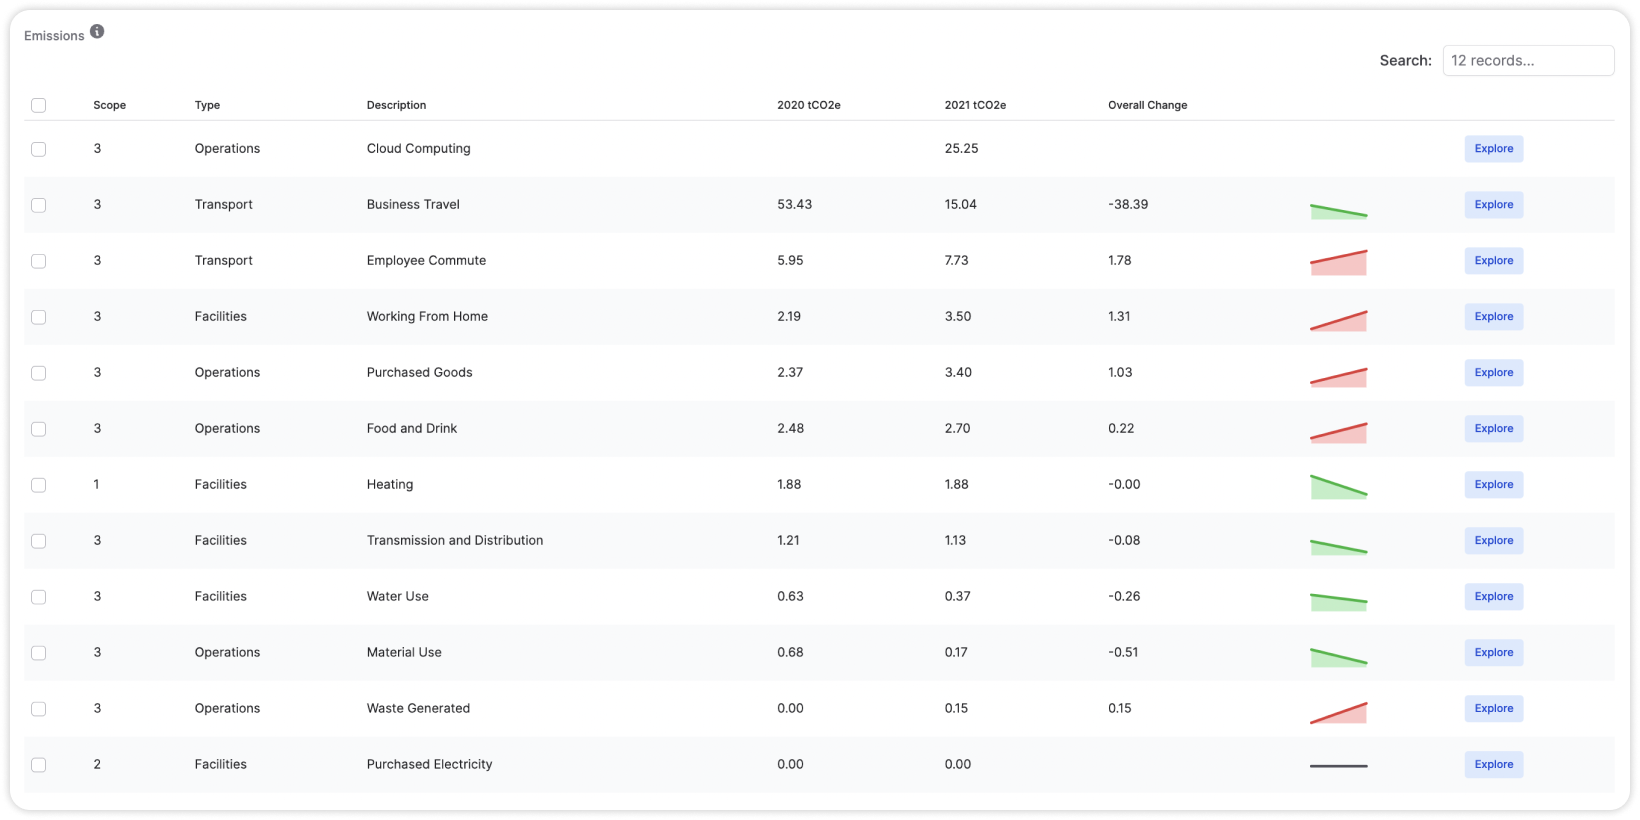 Emissions
Search: 12 records...
Scope Type Description 2020 tCO2e 2021 tCO2e Overall Change
3 Operations Cloud Computing 25.25 Explore
3 Transport Business Travel 53.43 15.04 -38.39 Explore
3 Transport Employee Commute 5.95 7.73 1.78 Explore
3 Facilities Working From Home 2.19 3.50 1.31 Explore
3 Operations Purchased Goods 2.37 3.40 1.03 Explore
3 Operations Food and Drink 2.48 2.70 0.22 Explore
1 Facilities Heating 1.88 1.88 -0.00 Explore
3 Facilities Transmission and Distribution 1.21 1.13 -0.08 Explore
3 Facilities Water Use 0.63 0.37 -0.26 Explore
3 Operations Material Use 0.68 0.17 -0.51 Explore
3 Operations Waste Generated 0.00 0.15 0.15 Explore
2 Facilities Purchased Electricity 0.00 0.00 Explore